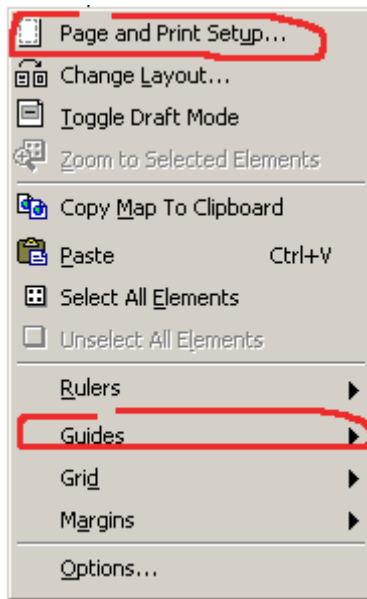 Page and Print Setup...
Change Layout...
Toggle Draft Mode
Zoom to Selected Elements
Copy Map To Clipboard
Paste Ctrl+V
Select All Elements
Unselect All Elements
Rulers
Guides
Grid
Margins
Options...